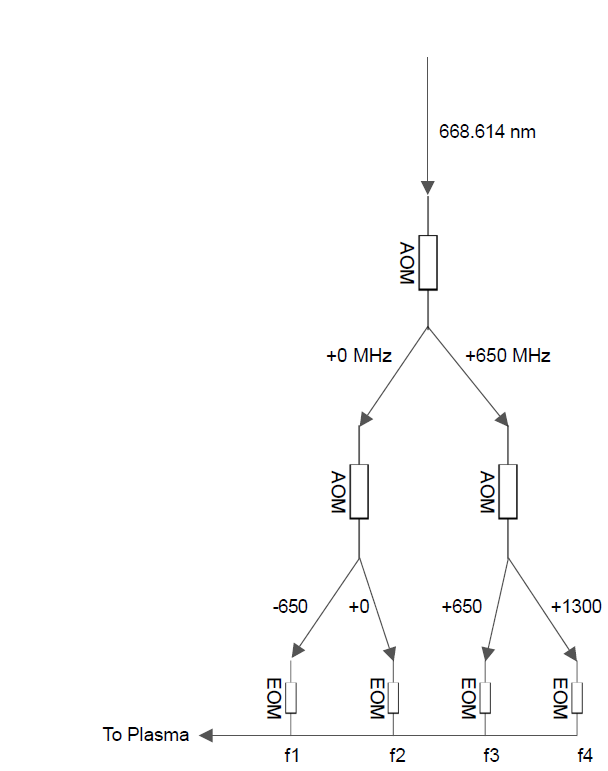 668.614 nm
AOM
+0 MHz
+650 MHz
AOM
AOM
-650
+0
+650
+1300
EOM
EOM
EOM
EOM
To Plasma
f1
f2
f3
f4